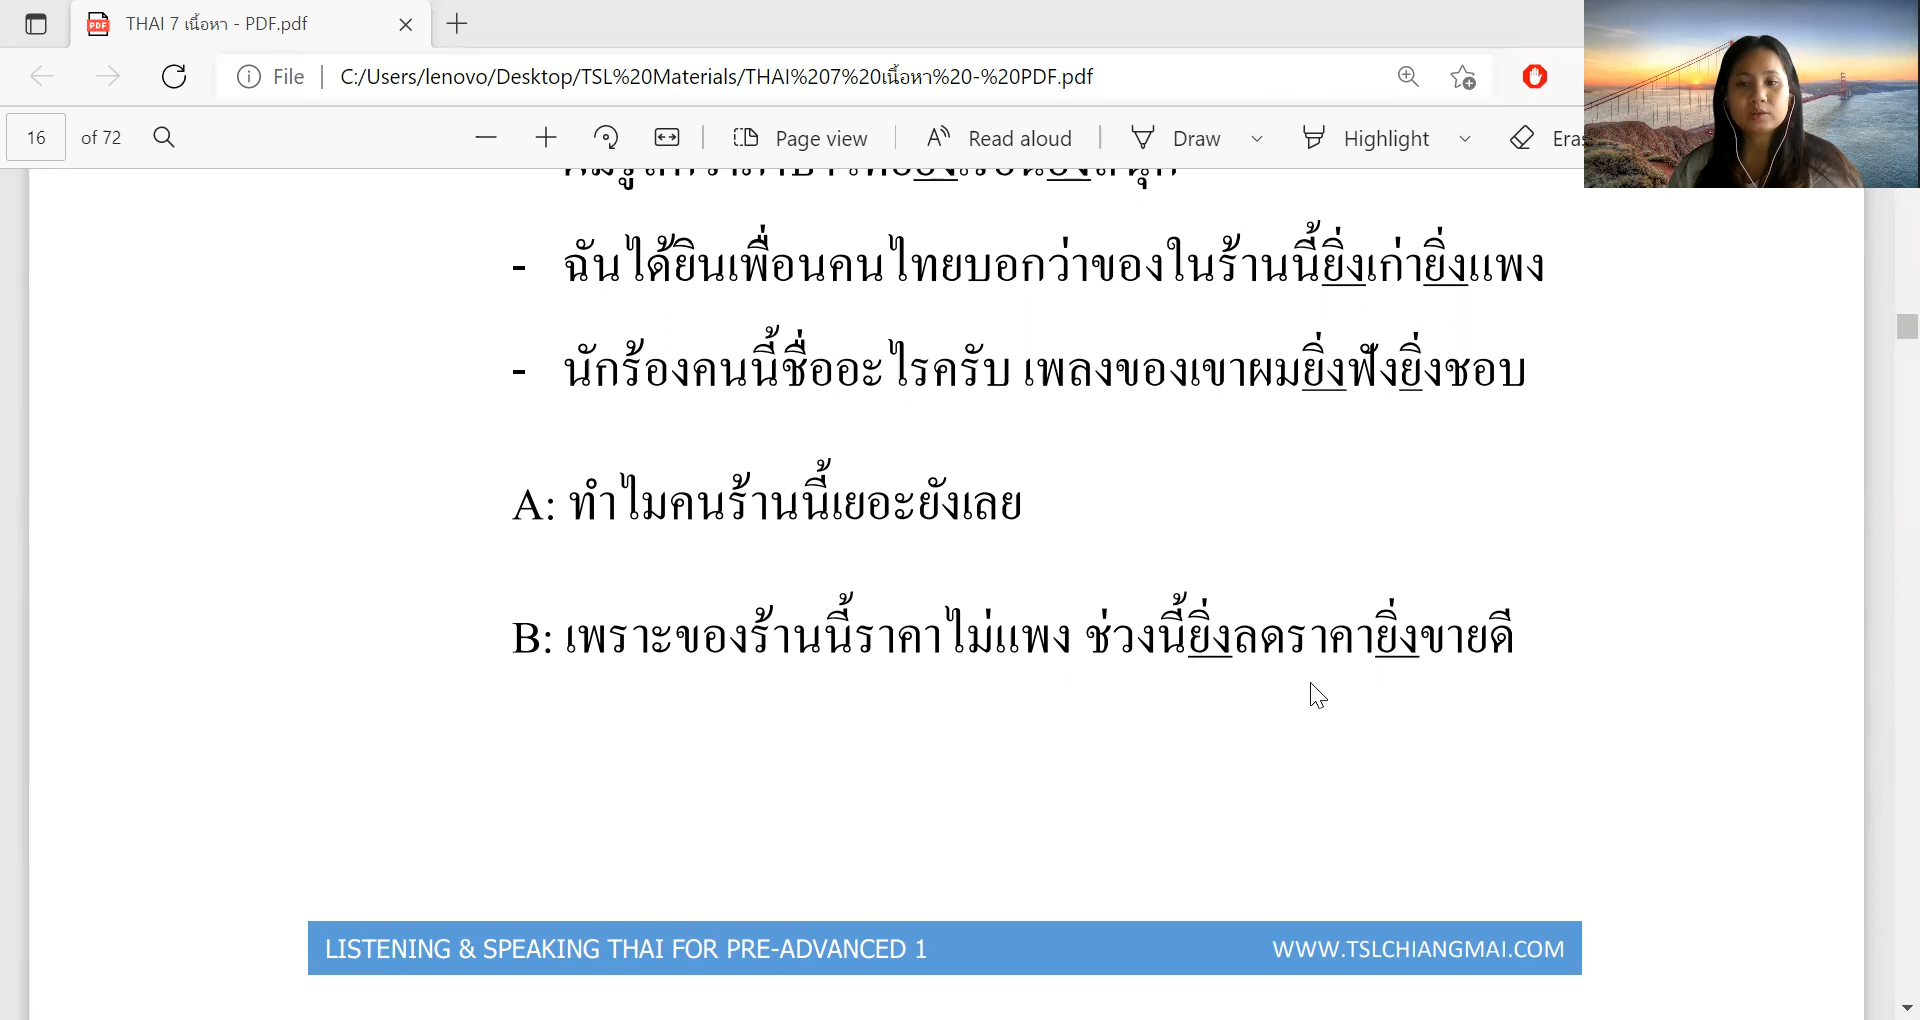 THAI 7 เนื้อหา - PDF.pdf
File C:/Users/lenovo/Desktop/TSL%20Materials/THAI%207%20เนื้อหา%20-%20PDF.pdf
16 of 72 Page view Read aloud Draw Highlight
- ฉันได้ยินเพื่อนคนไทยบอกว่าของในร้านนี้ยิ่งเก่ายิ่งแพง
- นักร้องคนนี้ชื่ออะไรครับ เพลงของเขาผมยิ่งฟังยิ่งชอบ
A: ทำไมคนร้านนี้เยอะยังเลย
B: เพราะของร้านนี้ราคาไม่แพง ช่วงนี้ยิ่งลดราคายิ่งขายดี
LISTENING & SPEAKING THAI FOR PRE-ADVANCED 1 WWW.TSLCHIANGMAI.COM